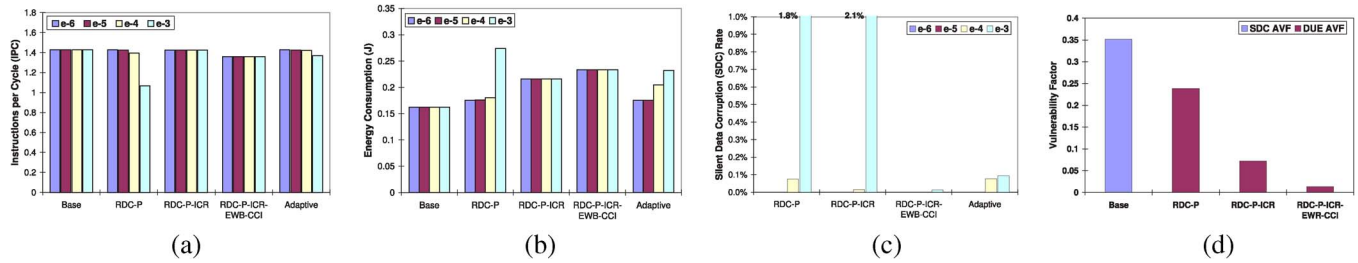 Instructions per Cycle (IPC)
1.8
1.6
1.4
1.2
1
0.8
0.6
0.4
0.2
0
e-6 e-5 e-4 e-3
Base RDC-P RDC-P-ICR RDC-P-ICR- Adaptive
EWB-CCI
(a)
Energy Consumption (J)
0.35
0.3
0.25
0.2
0.15
0.1
0.05
0
e-6 e-5 e-4 e-3
Base RDC-P RDC-P-ICR RDC-P-ICR- Adaptive
EWB-CCI
(b)
Silent Data Corruption (SDC) Rate
1.0%
0.9%
0.8%
0.7%
0.6%
0.5%
0.4%
0.3%
0.2%
0.1%
0.0%
1.8% 2.1%
e-6 e-5 e-4 e-3
RDC-P RDC-P-ICR RDC-P-ICR- Adaptive
EWB-CCI
(c)
Vulnerability Factor
0.4
0.35
0.3
0.25
0.2
0.15
0.1
0.05
0
SDC AVF DUE AVF
Base RDC-P RDC-P-ICR RDC-P-ICR-
EWR-CCI
(d)